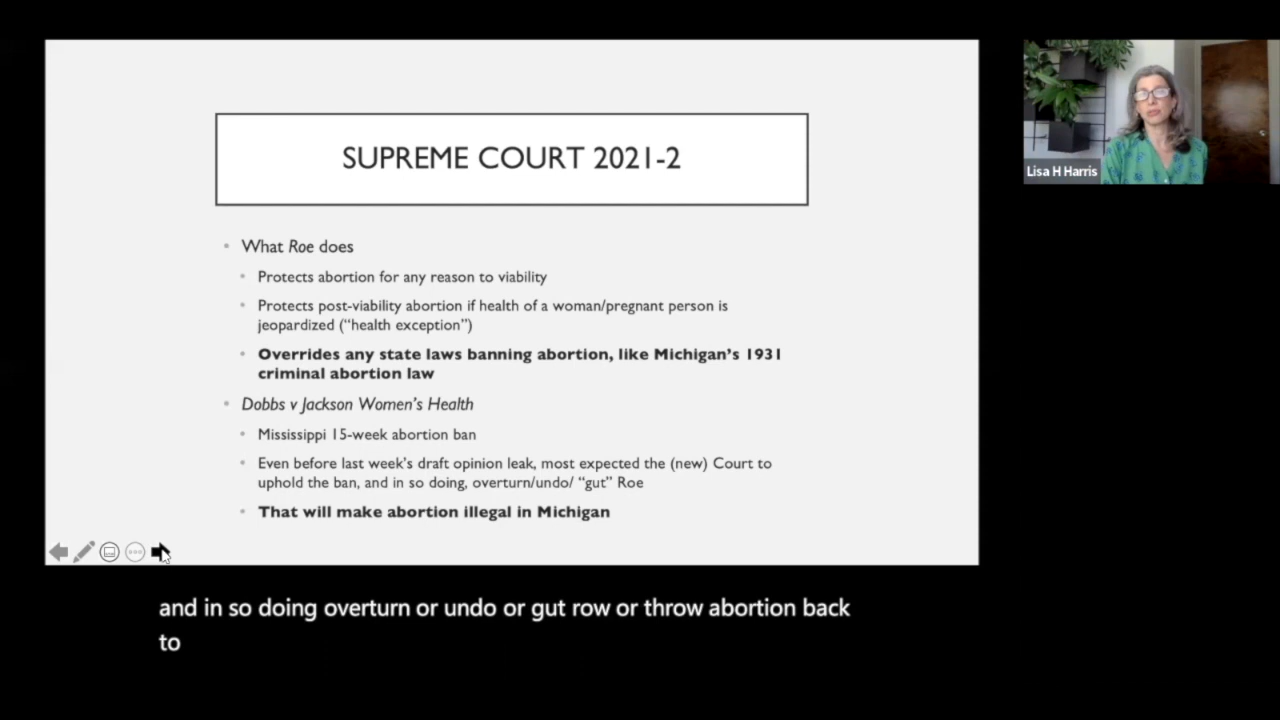 SUPREME COURT 2021-2
Lisa H Harris
• What Roe does
• Protects abortion for any reason to viability
• Protects post-viability abortion if health of a woman/pregnant person is
jeopardized (“health exception”)
• Overrides any state laws banning abortion, like Michigan’s 1931
criminal abortion law
• Dobbs v Jackson Women’s Health
• Mississippi 15-week abortion ban
• Even before last week’s draft opinion leak, most expected the (new) Court to
uphold the ban, and in so doing, overturn/undo/ “gut” Roe
• That will make abortion illegal in Michigan
and in so doing overturn or undo or gut row or throw abortion back
to